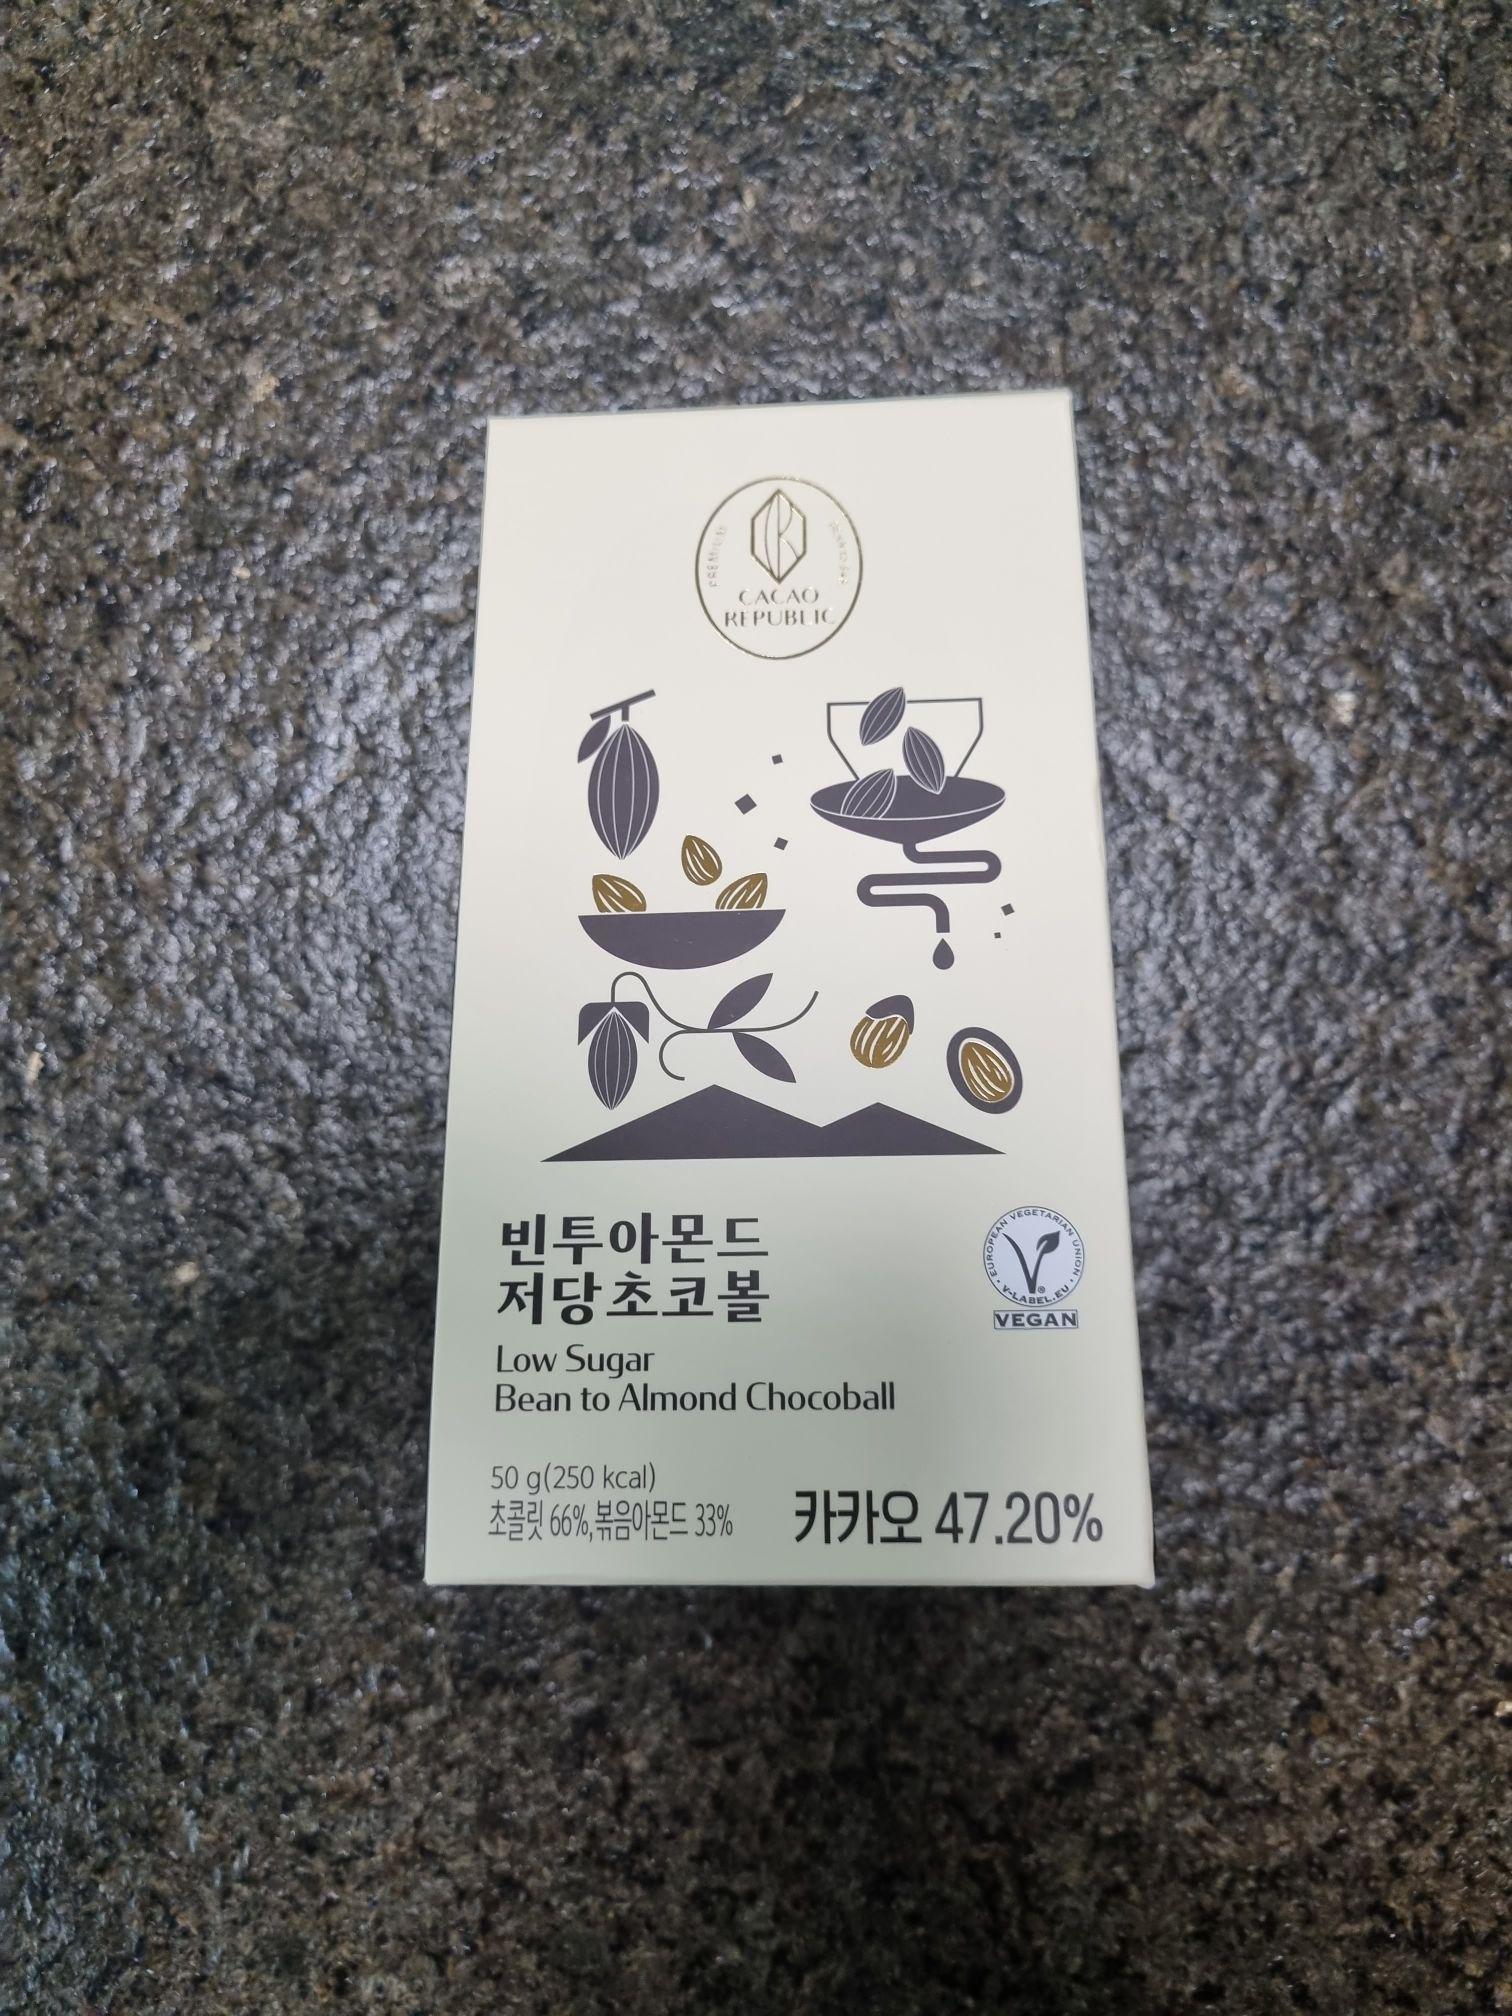 PREMIUM
CACAO
REPUBLIC
빈투아몬드
저당초코볼
Low Sugar
Bean to Almond Chocoball
EUROPEAN VEGETARIAN UNION
V-LABEL.EU
VEGAN
50 g(250 kcal)
초콜릿 66%,볶음아몬드 33%
카카오 47.20%